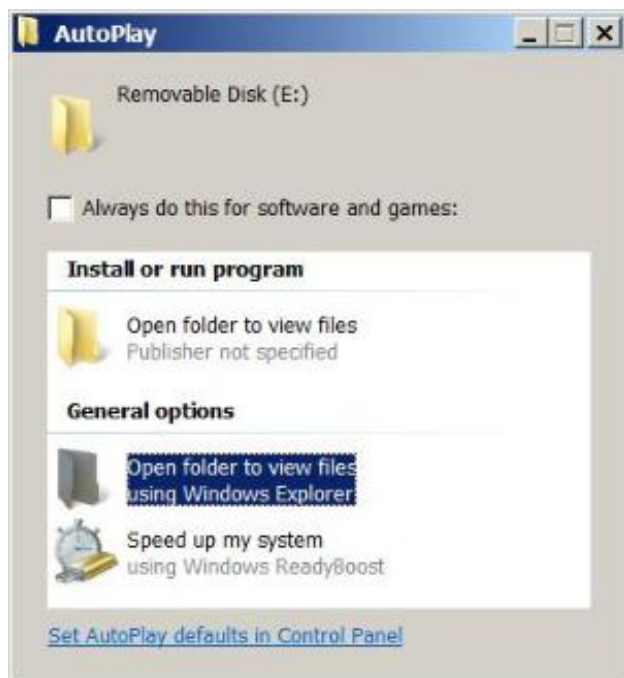 AutoPlay
Removable Disk (E:)
Always do this for software and games:
Install or run program
Open folder to view files
Publisher not specified
General options
Open folder to view files
using Windows Explorer
Speed up my system
using Windows ReadyBoost
Set AutoPlay defaults in Control Panel